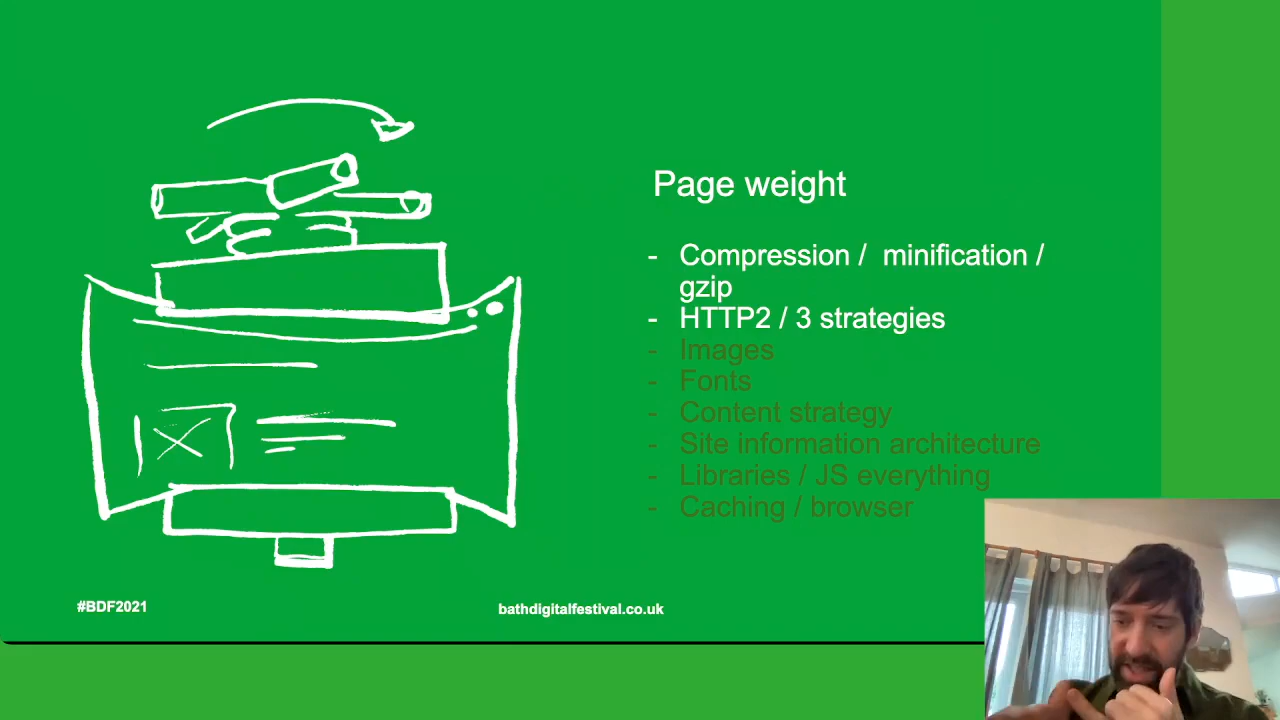 Page weight
- Compression /  minification /
gzip
- HTTP2 / 3 strategies
- Images
- Fonts
- Content strategy
- Site information architecture
- Libraries / JS everything
- Caching / browser
#BDF2021
bathdigitalfestival.co.uk